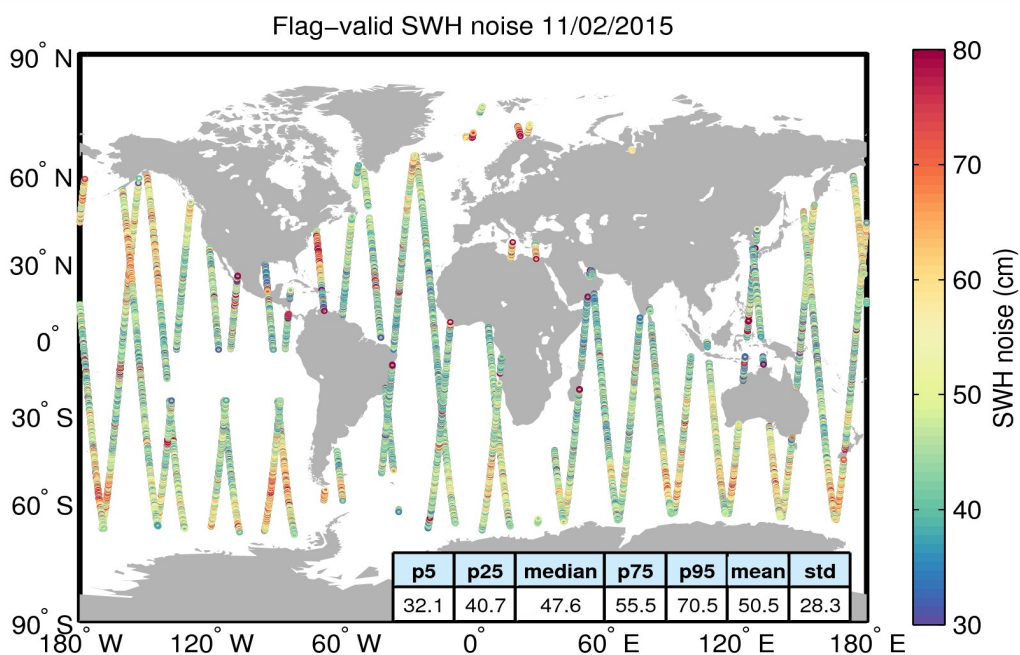 Flag−valid SWH noise 11/02/2015
90° N
60° N
30° N
0°
30° S
60° S
90° S
180° W
120° W
60° W
0°
60° E
120° E
180° E
p5 p25 median p75 p95 mean std
32.1 40.7 47.6 55.5 70.5 50.5 28.3
80
70
60
50
40
30
SWH noise (cm)